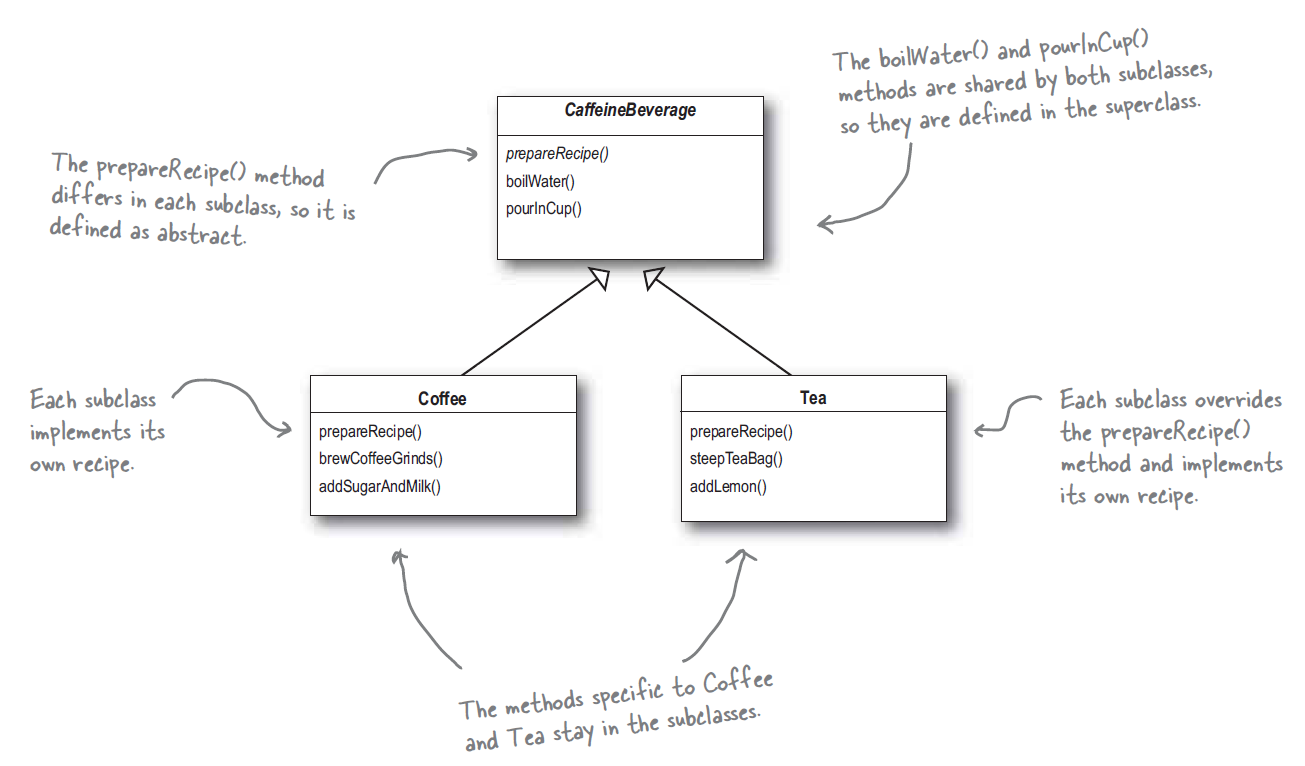 The boilWater() and pourInCup()
methods are shared by both subclasses,
so they are defined in the superclass.
CaffeineBeverage
prepareRecipe()
boilWater()
pourInCup()
The prepareRecipe() method
differs in each subclass, so it is
defined as abstract.
Each subclass
implements its
own recipe.
Coffee
prepareRecipe()
brewCoffeeGrinds()
addSugarAndMilk()
Tea
prepareRecipe()
steepTeaBag()
addLemon()
Each subclass overrides
the prepareRecipe()
method and implements
its own recipe.
The methods specific to Coffee
and Tea stay in the subclasses.